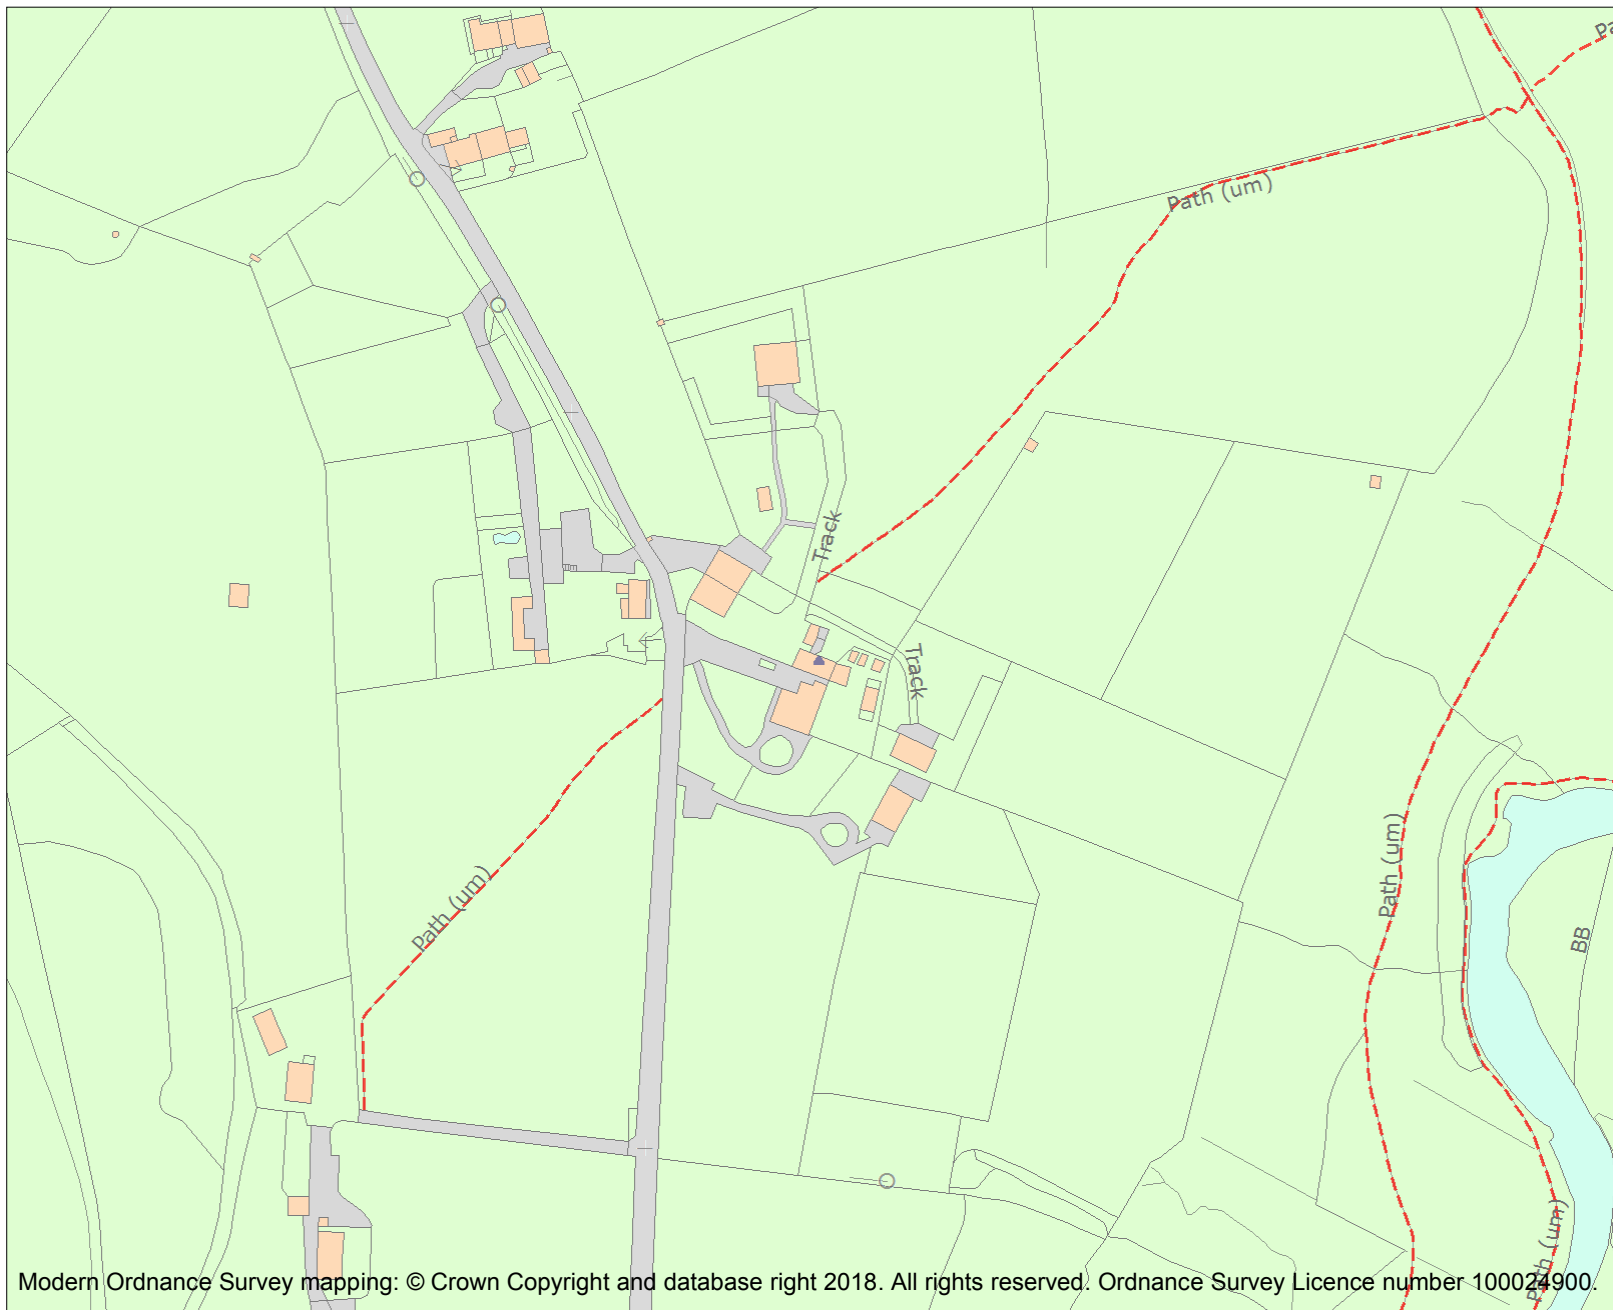 Pa
Path (um)
Track
Track
Path (um)
Path (um)
BB
Path (um)
Modern Ordnance Survey mapping: © Crown Copyright and database right 2018. All rights reserved. Ordnance Survey Licence number 100024900.